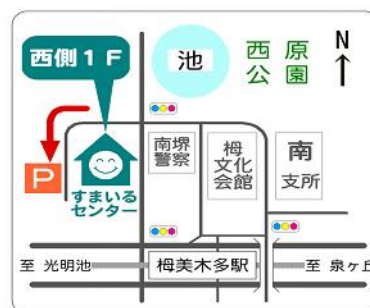 西側1F
池
西原
公園
N
P
すまいる
センター
南堺
警察
栂
文化
会館
南
支所
至 光明池
栂美木多駅
至 泉ヶ丘